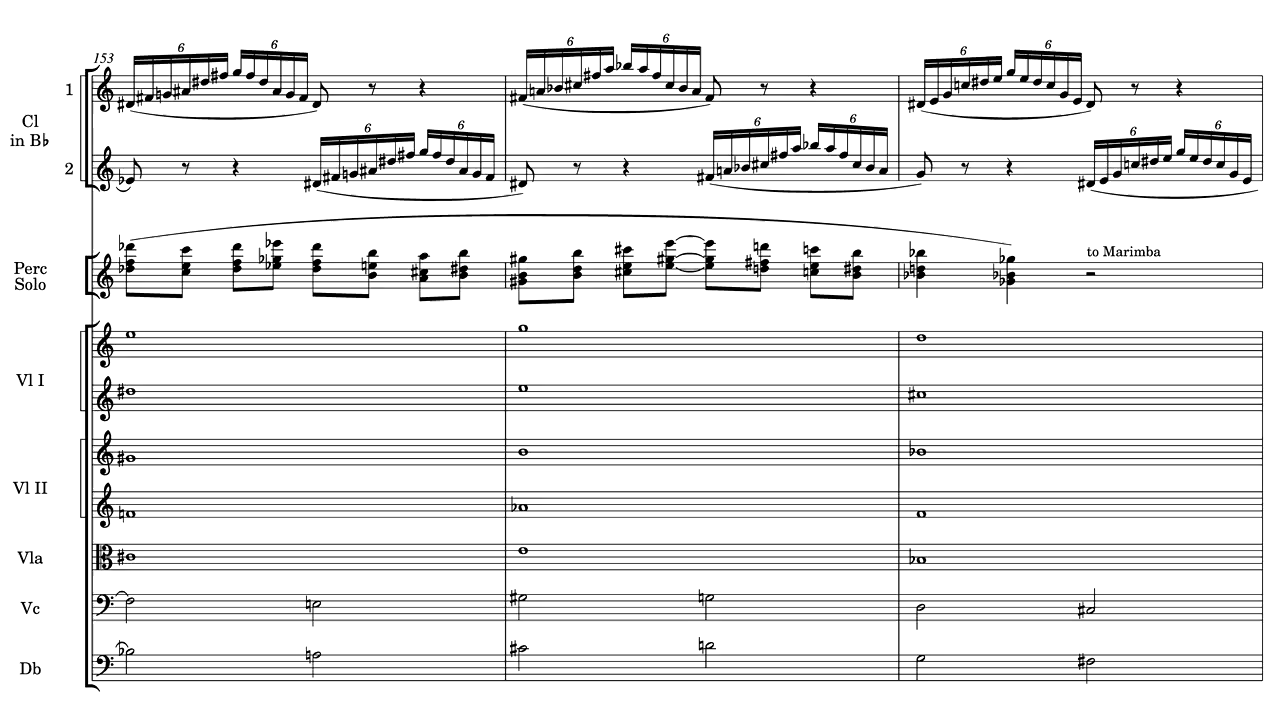 153
6 6 6 6 6 6
1
Cl
in B♭
6 6 6 6 6 6
2
to Marimba
Perc
Solo
Vl I
Vl II
Vla
Vc
Db